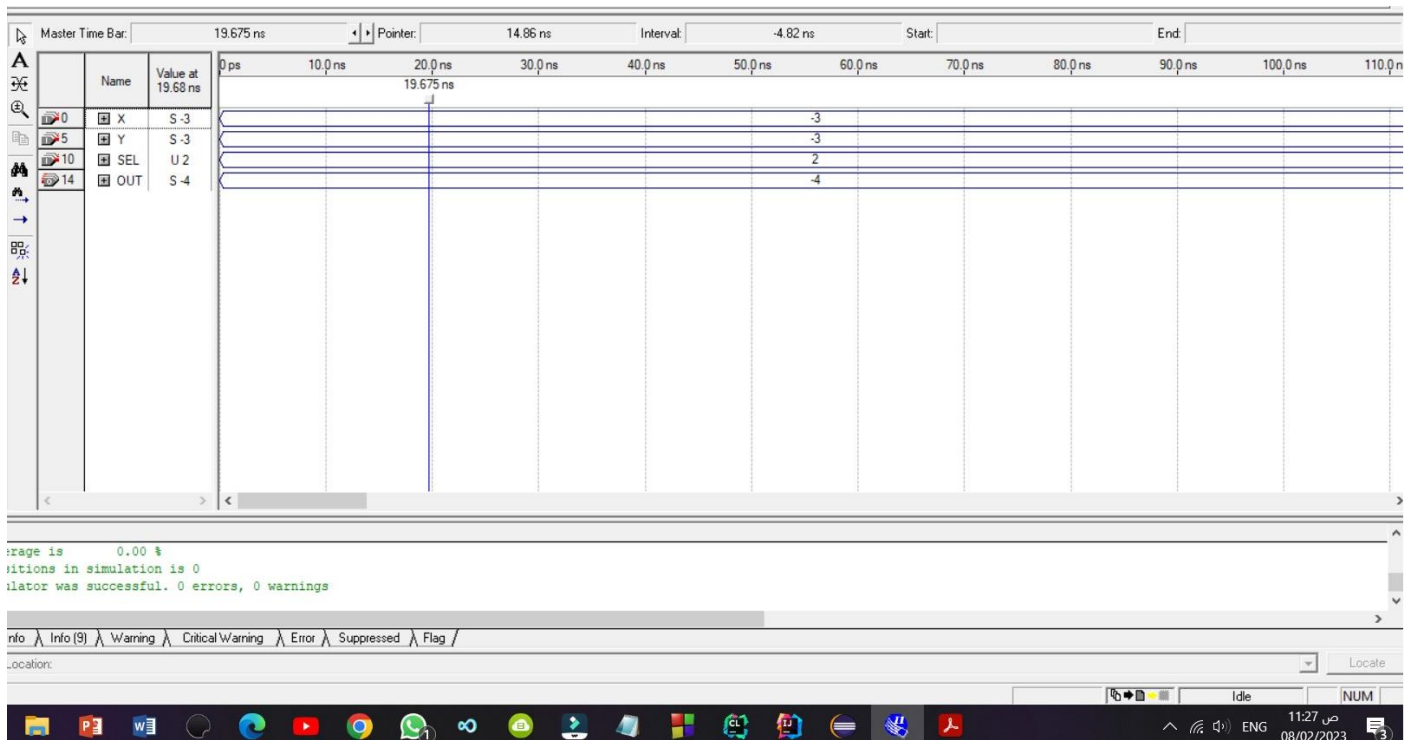 Master Time Bar: 19.675 ns Pointer: 14.86 ns Interval: -4.82 ns Start: End:
Name Value at 19.68 ns
0 ps 10.0 ns 20.0 ns 30.0 ns 40.0 ns 50.0 ns 60.0 ns 70.0 ns 80.0 ns 90.0 ns 100.0 ns 110.0 n
19.675 ns
0 X S -3 -3
5 Y S -3 -3
10 SEL U 2 2
14 OUT S -4 -4
erage is 0.00 %
sitions in simulation is 0
ulator was successful. 0 errors, 0 warnings
nfo Info (9) Warning Critical Warning Error Suppressed Flag
Location: Locate
Idle NUM
ENG 11:27 ص
08/02/2023 3